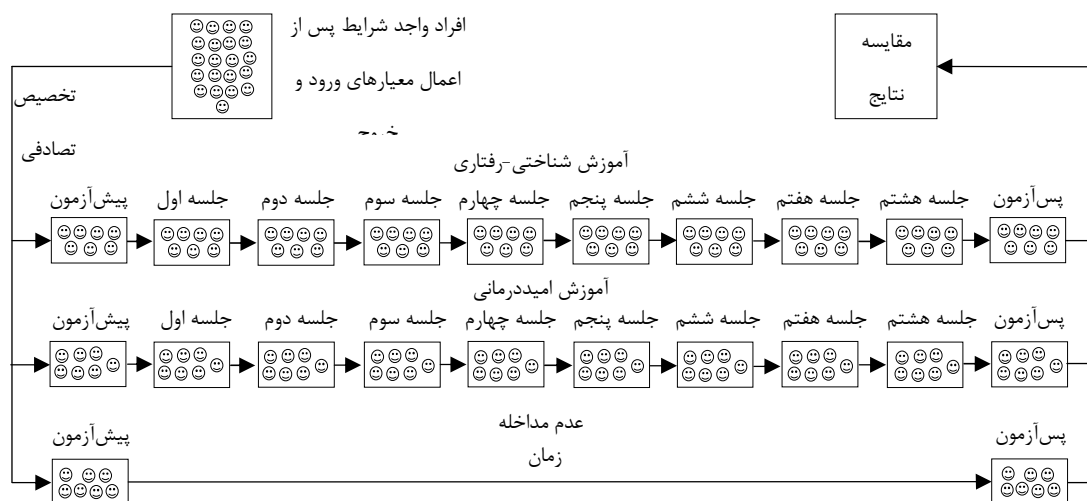 افراد واجد شرایط پس از
اعمال معیارهای ورود و
مقایسه
نتایج
تخصیص
تصادفی
آموزش شناختی-رفتاری
پیش‌آزمون جلسه اول جلسه دوم جلسه سوم جلسه چهارم جلسه پنجم جلسه ششم جلسه هفتم جلسه هشتم پس‌آزمون
آموزش امیددرمانی
پیش‌آزمون جلسه اول جلسه دوم جلسه سوم جلسه چهارم جلسه پنجم جلسه ششم جلسه هفتم جلسه هشتم پس‌آزمون
عدم مداخله
پیش‌آزمون پس‌آزمون
زمان